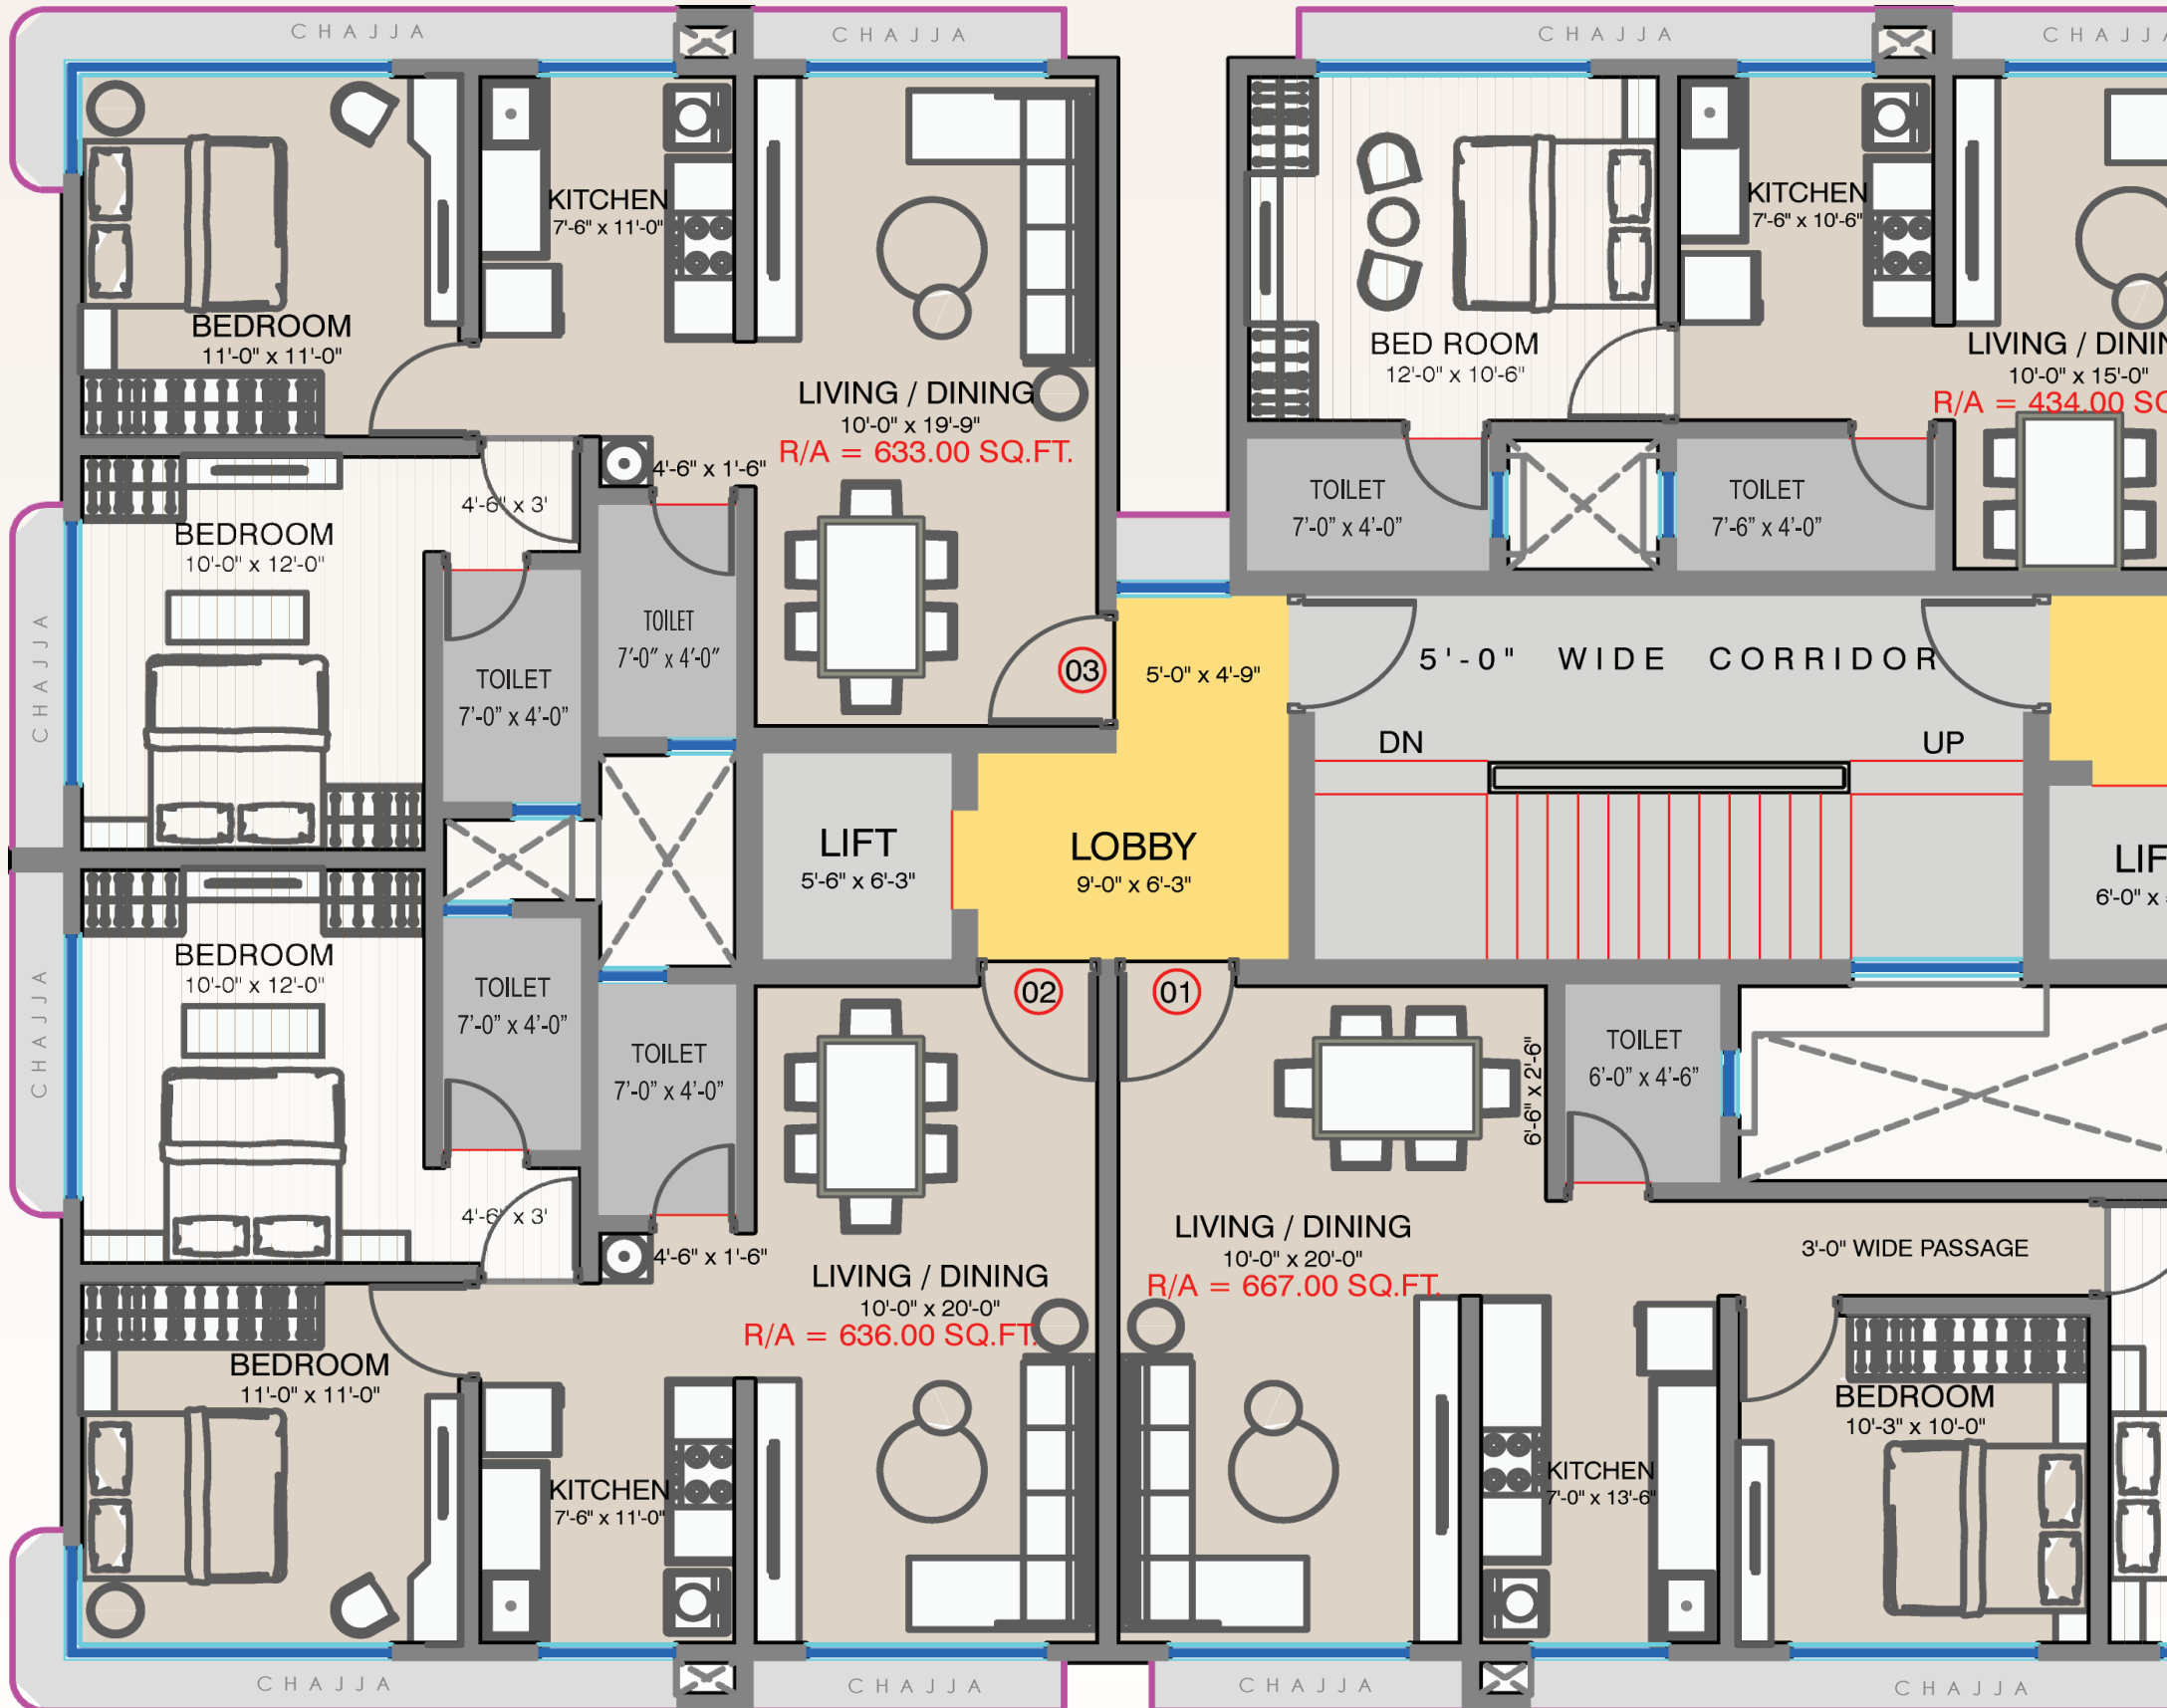 CHAJJA
CHAJJA
CHAJJA
KITCHEN
7'-6" x 11'-0"
BEDROOM
11'-0" x 11'-0"
LIVING / DINING
10'-0" x 19'-9"
R/A = 633.00 SQ.FT.
KITCHEN
7'-6" x 10'-6"
BED ROOM
12'-0" x 10'-6"
10'-0" x 15'-0"
R/A = 434.00
4'-6" x 1'-6"
4'-6" x 3'
BEDROOM
10'-0" x 12'-0"
TOILET
7'-0" x 4'-0"
TOILET
7'-6" x 4'-0"
TOILET
7'-0" x 4'-0"
TOILET
7'-0" x 4'-0"
CHAJJA
03
5'-0" x 4'-9"
5'-0" WIDE CORRIDOR
DN
UP
LIFT
5'-6" x 6'-3"
LOBBY
9'-0" x 6'-3"
BEDROOM
10'-0" x 12'-0"
CHAJJA
TOILET
7'-0" x 4'-0"
02
01
TOILET
7'-0" x 4'-0"
6'-6" x 2'-6"
TOILET
6'-0" x 4'-6"
4'-6" x 3'
4'-6" x 1'-6"
LIVING / DINING
10'-0" x 20'-0"
R/A = 636.00 SQ.FT.
LIVING / DINING
10'-0" x 20'-0"
R/A = 667.00 SQ.FT.
3'-0" WIDE PASSAGE
BEDROOM
11'-0" x 11'-0"
BEDROOM
10'-3" x 10'-0"
KITCHEN
7'-6" x 11'-0"
KITCHEN
7'-0" x 13'-6"
CHAJJA
CHAJJA
CHAJJA
CHAJJA